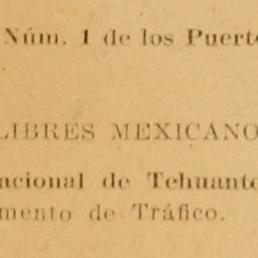 Núm. 1 de los Puert
LIBRES MEXICANO
acional de Tehuante
mento de Tráfico.